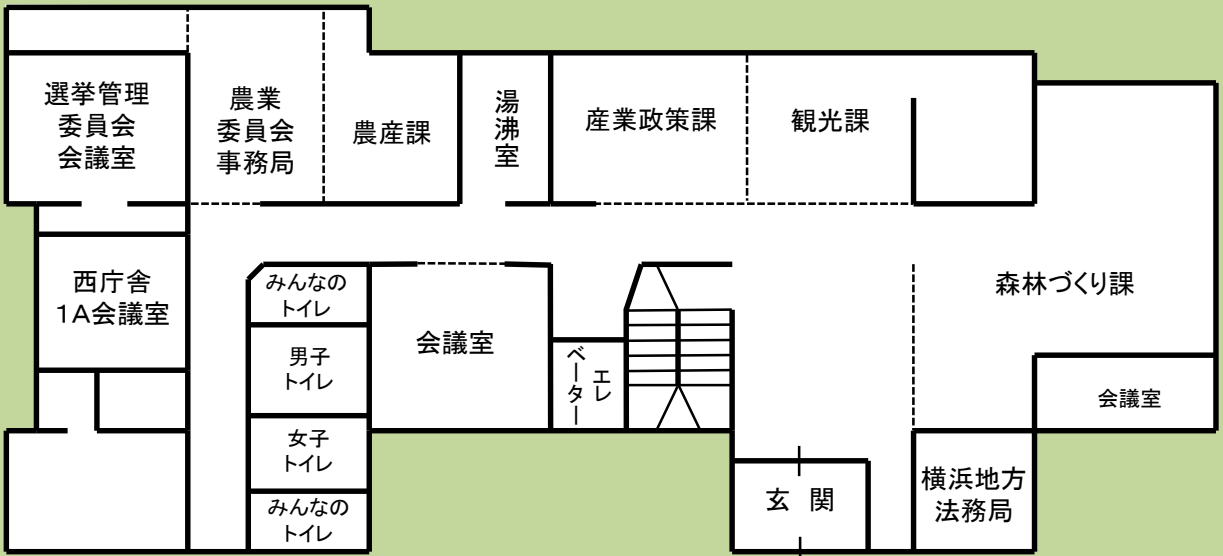 選挙管理
委員会
会議室
農業
委員会
事務局
農産課
湯沸室
産業政策課
観光課
西庁舎
1A会議室
みんなの
トイレ
男子
トイレ
女子
トイレ
みんなの
トイレ
会議室
エレ
ベーター
森林づくり課
会議室
玄　関
横浜地方
法務局